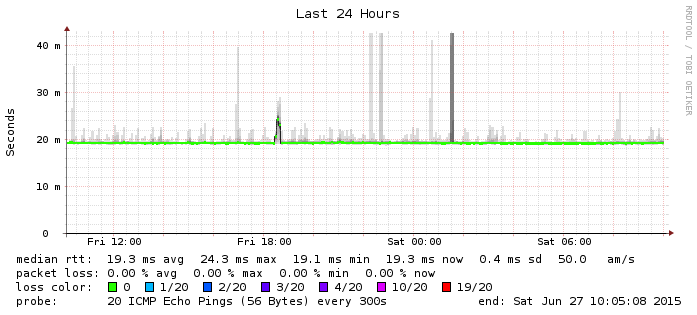 Last 24 Hours
RRDTOOL / TOBI OETIKER
Seconds
40 m
30 m
20 m
10 m
0
Fri 12:00 Fri 18:00 Sat 00:00 Sat 06:00
median rtt: 19.3 ms avg 24.3 ms max 19.1 ms min 19.3 ms now 0.4 ms sd 50.0 am/s
packet loss: 0.00 % avg 0.00 % max 0.00 % min 0.00 % now
loss color: 0 1/20 2/20 3/20 4/20 10/20 19/20
probe: 20 ICMP Echo Pings (56 Bytes) every 300s end: Sat Jun 27 10:05:08 2015